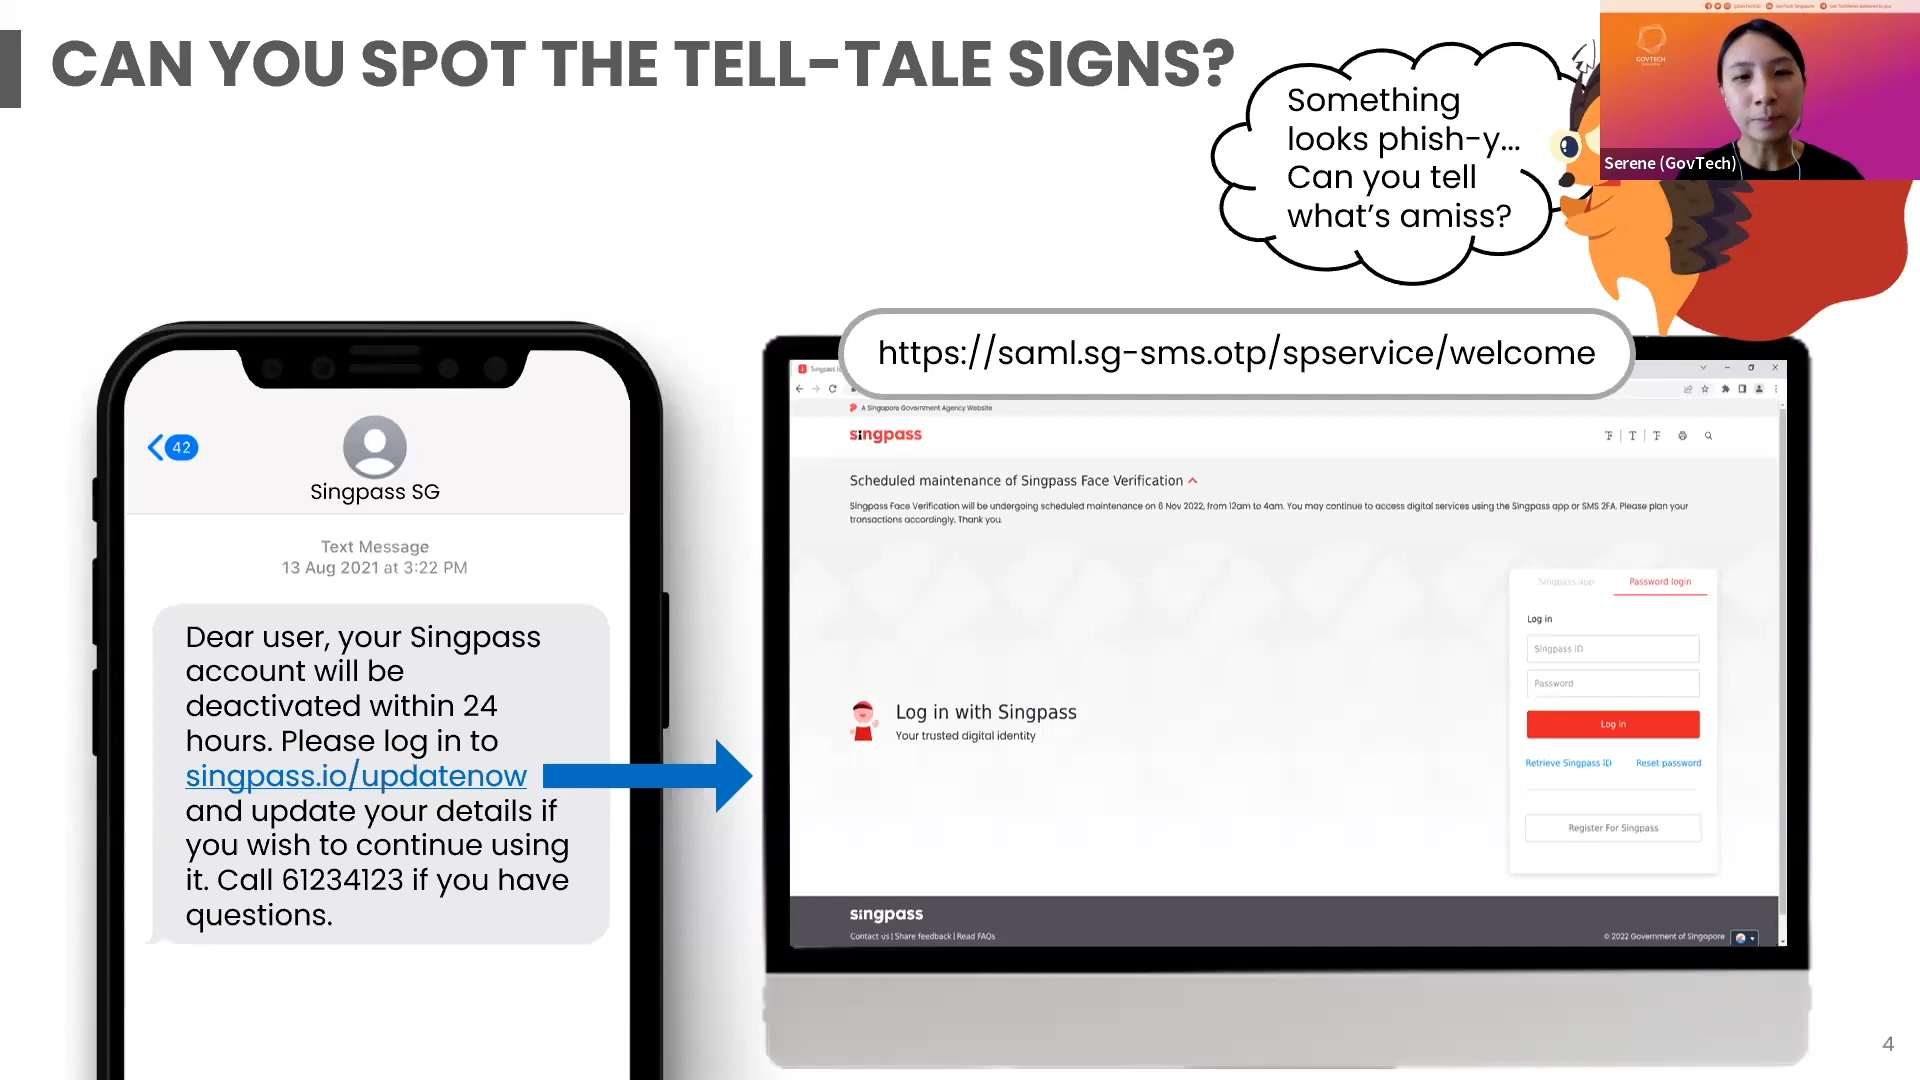 CAN YOU SPOT THE TELL-TALE SIGNS?
Something
looks phish-y...
Can you tell
what's amiss?
@GovTechSG
GovTech Singapore
GOVTECH
SINGAPORE
Serene (GovTech)
42
Singpass SG
Text Message
13 Aug 2021 at 3:22 PM
Dear user, your Singpass
account will be
deactivated within 24
hours. Please log in to
singpass.io/updatenow
and update your details if
you wish to continue using
it. Call 61234123 if you have
questions.
https://saml.sg-sms.otp/spservice/welcome
A Singapore Government Agency Website
singpass
Scheduled maintenance of Singpass Face Verification
Singpass Face Verification will be undergoing scheduled maintenance on 6 Nov 2022, from 12am to 4am. You may continue to access digital services using the Singpass app or SMS 2FA. Please plan your
transactions accordingly. Thank you.
Singpass app
Password login
Log in
Singpass ID
Password
Log in
Retrieve Singpass ID
Reset password
Register For Singpass
Log in with Singpass
Your trusted digital identity
singpass
Contact us | Share feedback | Read FAQs
© 2022 Government of Singapore
4